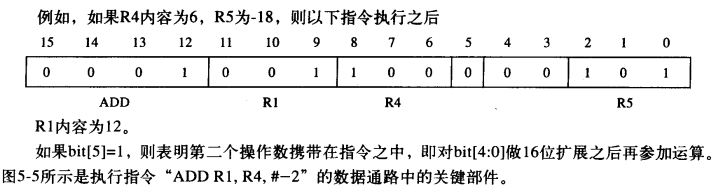 例如，如果R4内容为6，R5为-18，则以下指令执行之后
15 14 13 12 11 10 9 8 7 6 5 4 3 2 1 0
0 0 0 1 0 0 1 1 0 0 0 0 0 1 0 1
ADD R1 R4 R5
R1内容为12。
如果bit[5]=1，则表明第二个操作数携带在指令之中，即对bit[4:0]做16位扩展之后再参加运算。
图5-5所示是执行指令“ADD R1, R4, #−2”的数据通路中的关键部件。